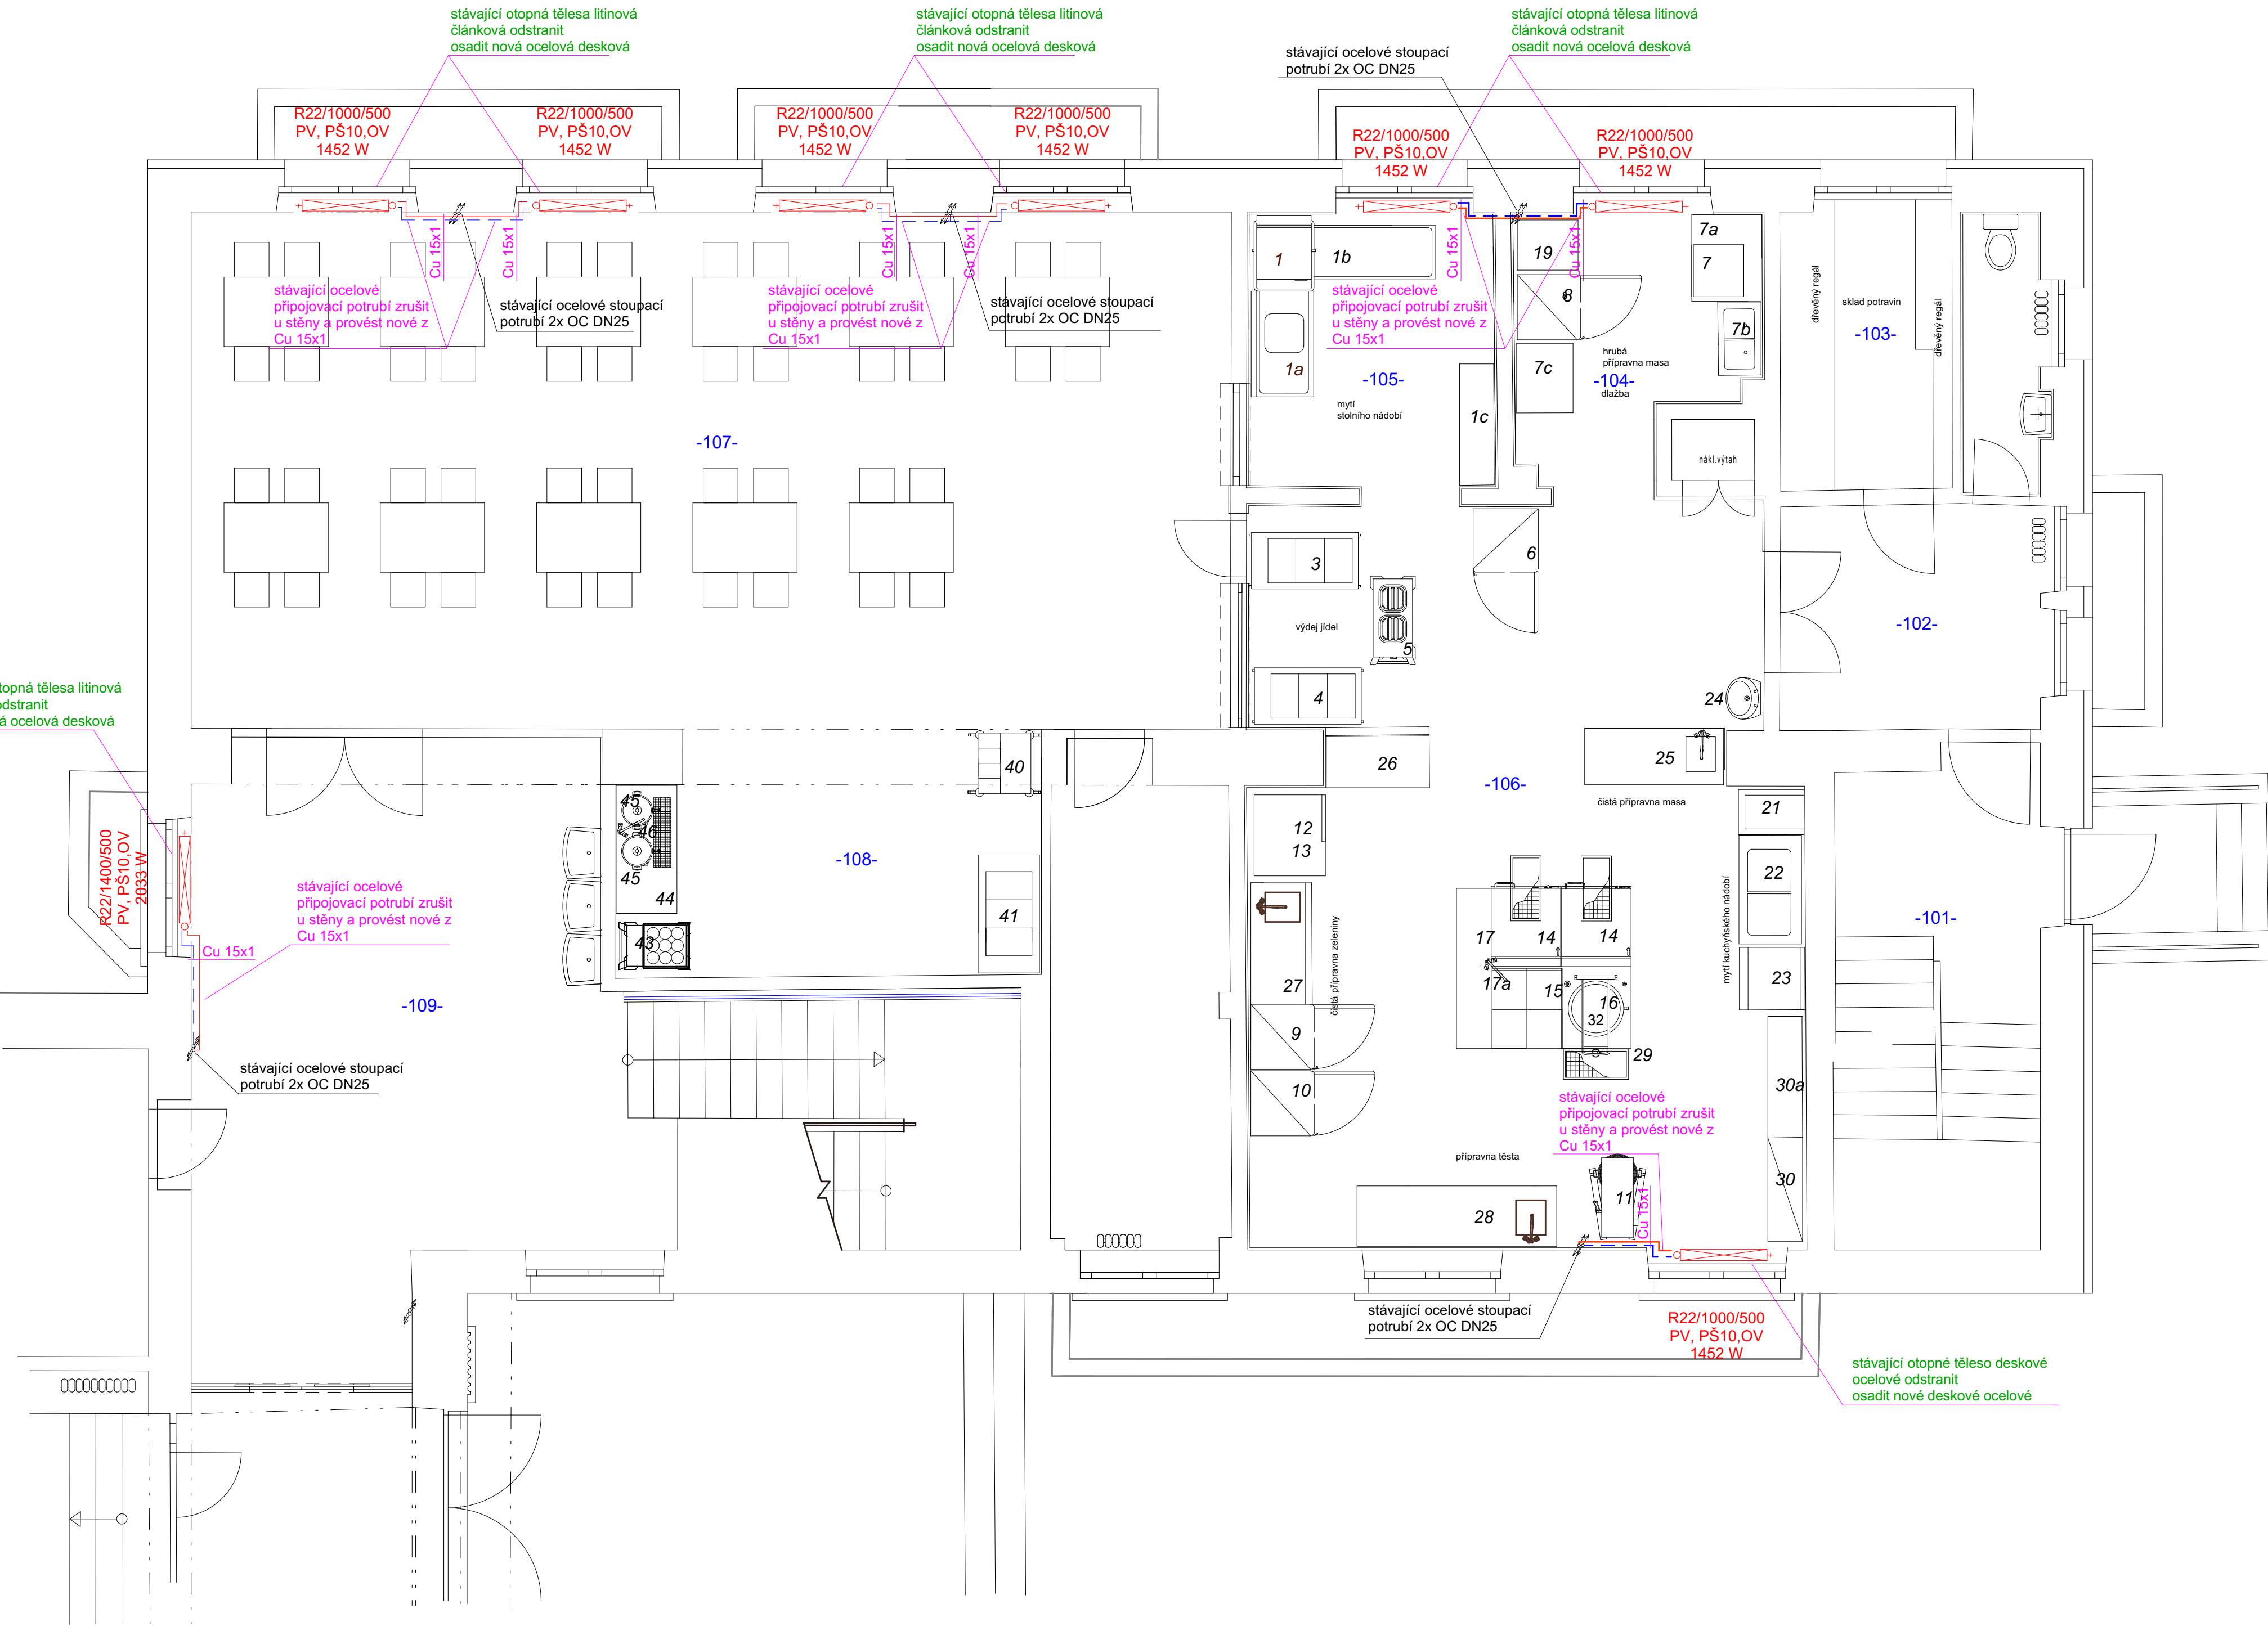 stávající otopná tělesa litinová
článková odstranit
osadit nová ocelová desková
stávající otopná tělesa litinová
článková odstranit
osadit nová ocelová desková
stávající otopná tělesa litinová
článková odstranit
osadit nová ocelová desková
stávající ocelové stoupací
potrubí 2x OC DN25
R22/1000/500
PV, PŠ10,OV
1452 W
R22/1000/500
PV, PŠ10,OV
1452 W
R22/1000/500
PV, PŠ10,OV
1452 W
R22/1000/500
PV, PŠ10,OV
1452 W
R22/1000/500
PV, PŠ10,OV
1452 W
R22/1000/500
PV, PŠ10,OV
1452 W
Cu 15x1
Cu 15x1
Cu 15x1
Cu 15x1
Cu 15x1
Cu 15x1
stávající ocelové
připojovací potrubí zrušit
u stěny a provést nové z
Cu 15x1
stávající ocelové stoupací
potrubí 2x OC DN25
stávající ocelové
připojovací potrubí zrušit
u stěny a provést nové z
Cu 15x1
stávající ocelové stoupací
potrubí 2x OC DN25
stávající ocelové
připojovací potrubí zrušit
u stěny a provést nové z
Cu 15x1
1
1b
1a
1c
19
8
7a
7
7b
7c
hrubá
přípravna masa
-104-
dlažba
-105-
mytí
stolního nádobí
dřevěný regál
sklad potravin
-103-
dřevěný regál
nákl.výtah
-107-
3
6
výdej jídel
5
4
-102-
24
25
26
-106-
čistá přípravna masa
otopná tělesa litinová
odstranit
á ocelová desková
R22/1400/500
PV, PŠ10,OV
2033 W
Cu 15x1
stávající ocelové
připojovací potrubí zrušit
u stěny a provést nové z
Cu 15x1
-109-
stávající ocelové stoupací
potrubí 2x OC DN25
40
45
46
45
44
43
-108-
41
12
13
21
22
23
mytí kuchyňského nádobí
-101-
čistá přípravna zeleniny
27
9
10
17
14
14
17a
15
16
32
29
30a
30
stávající ocelové
připojovací potrubí zrušit
u stěny a provést nové z
Cu 15x1
přípravna těsta
11
Cu 15x1
28
stávající ocelové stoupací
potrubí 2x OC DN25
R22/1000/500
PV, PŠ10,OV
1452 W
stávající otopné těleso deskové
ocelové odstranit
osadit nové deskové ocelové